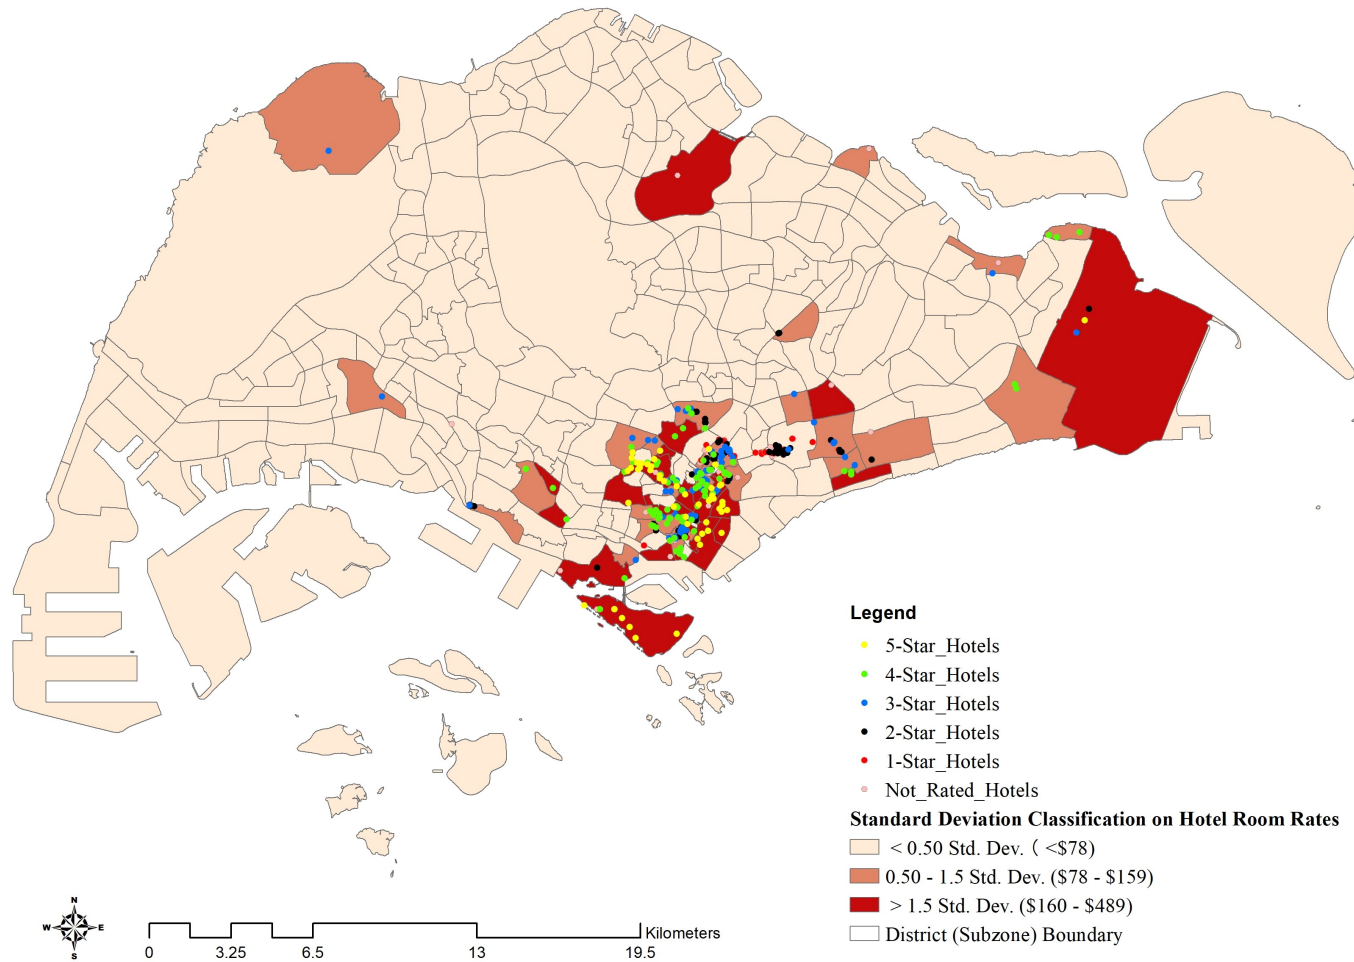 Legend
5-Star_Hotels
4-Star_Hotels
3-Star_Hotels
2-Star_Hotels
1-Star_Hotels
Not_Rated_Hotels
Standard Deviation Classification on Hotel Room Rates
< 0.50 Std. Dev. ( <$78)
0.50 - 1.5 Std. Dev. ($78 - $159)
> 1.5 Std. Dev. ($160 - $489)
District (Subzone) Boundary
N
W E
S
Kilometers
0 3.25 6.5 13 19.5